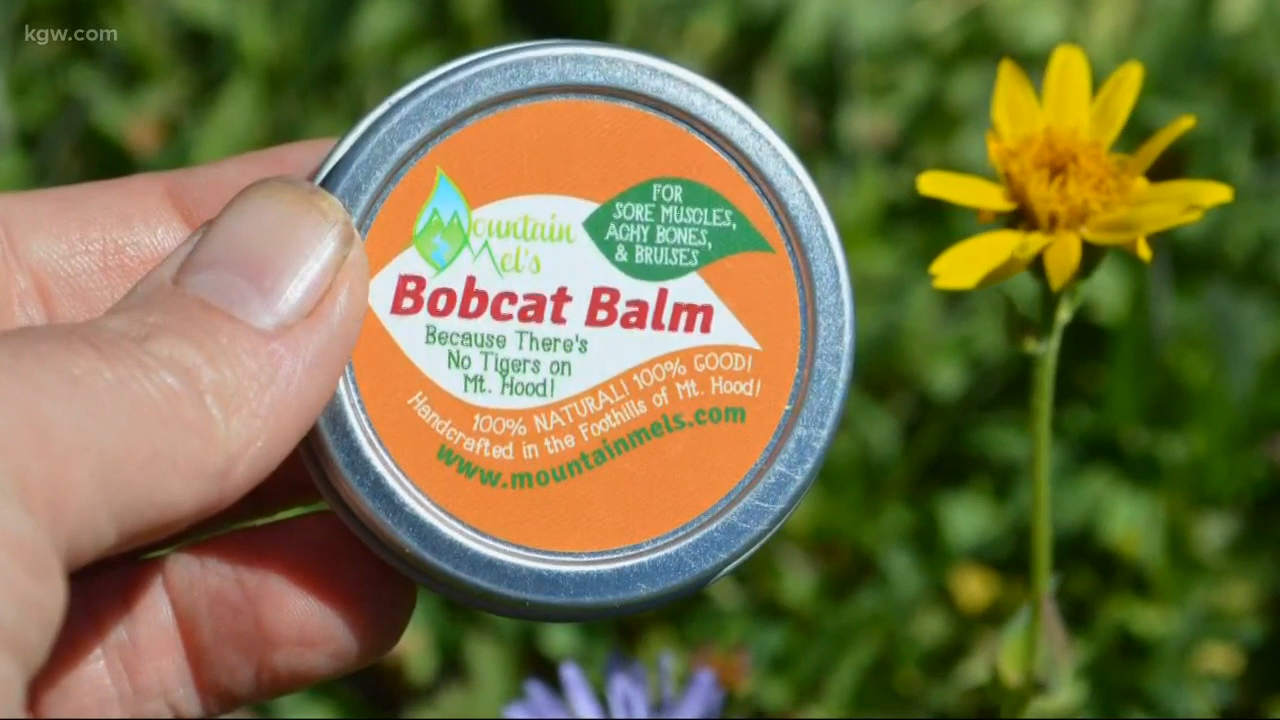 kgw.com
Mountain
Mel's
FOR
SORE MUSCLES,
ACHY BONES,
& BRUISES
Bobcat Balm
Because There's
No Tigers on
Mt. Hood!
100% NATURAL! 100% GOOD!
Handcrafted in the Foothills of Mt. Hood!
www.mountainmels.com